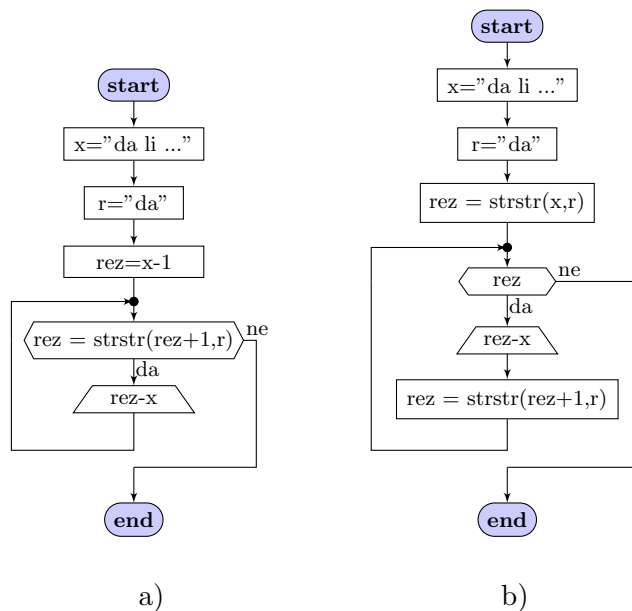 start
x="da li ..."
r="da"
rez=x-1
rez = strstr(rez+1,r)
ne
da
rez-x
end
a)
start
x="da li ..."
r="da"
rez = strstr(x,r)
rez
ne
da
rez-x
rez = strstr(rez+1,r)
end
b)